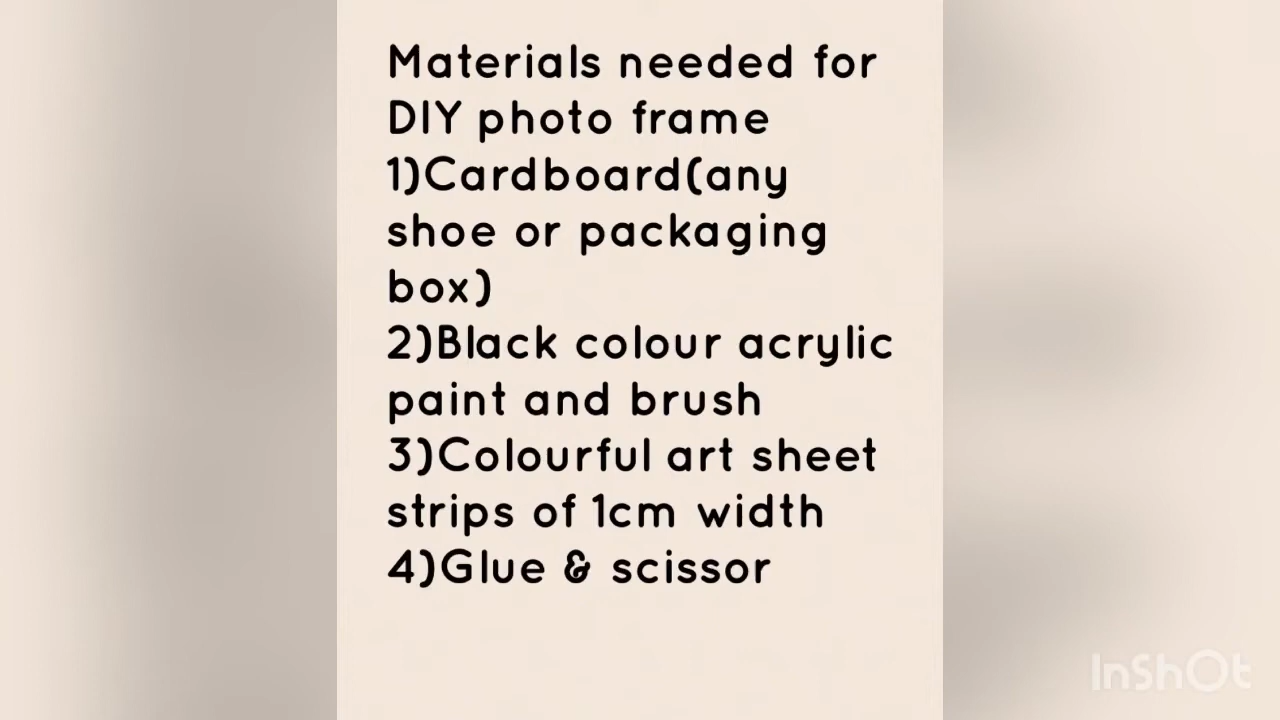 Materials needed for
DIY photo frame
1)Cardboard(any
shoe or packaging
box)
2)Black colour acrylic
paint and brush
3)Colourful art sheet
strips of 1cm width
4)Glue & scissor
InShOt